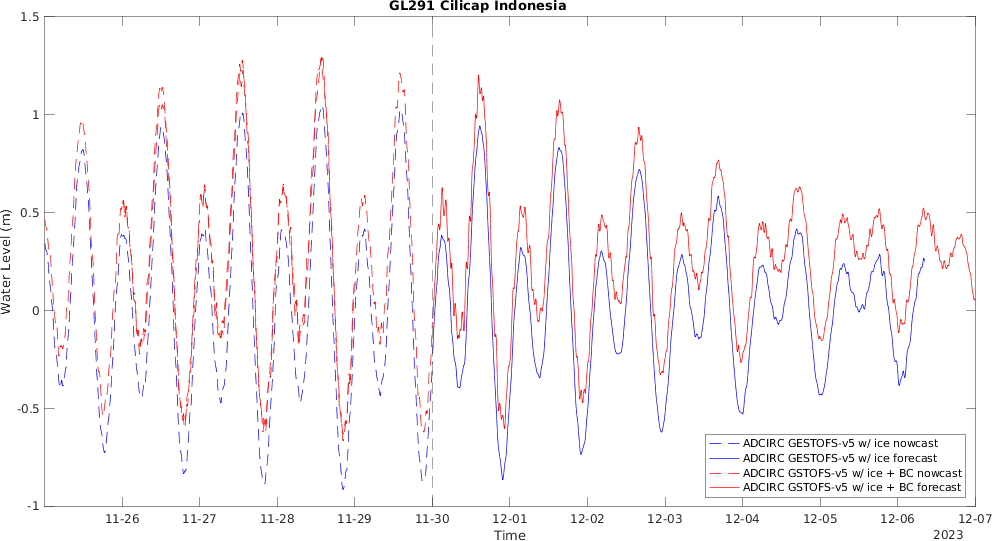 GL291 Cilicap Indonesia
1.5
1
0.5
0
-0.5
-1
Water Level (m)
11-26
11-27
11-28
11-29
11-30
12-01
12-02
12-03
12-04
12-05
12-06
12-07
Time
2023
ADCIRC GESTOFS-v5 w/ ice nowcast
ADCIRC GESTOFS-v5 w/ ice forecast
ADCIRC GSTOFS-v5 w/ ice + BC nowcast
ADCIRC GSTOFS-v5 w/ ice + BC forecast